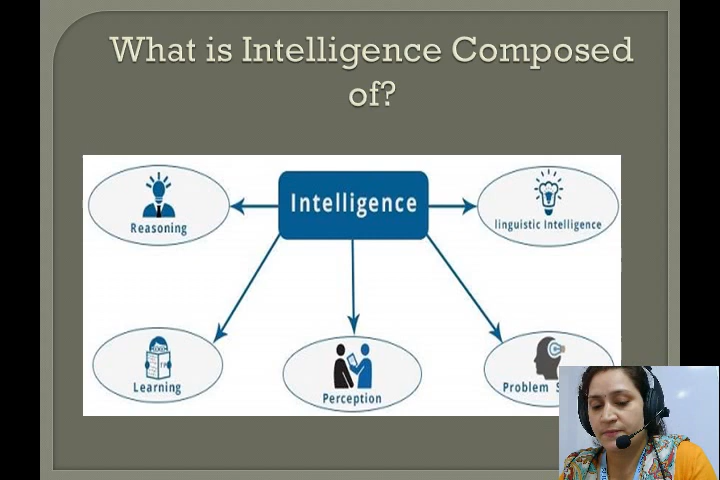 What is Intelligence Composed
of?
Intelligence
Reasoning
linguistic Intelligence
Learning
Perception
Problem